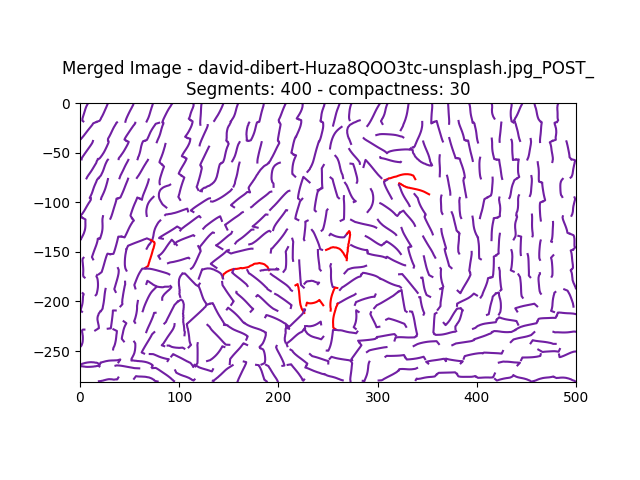 Merged Image - david-dibert-Huza8QOO3tc-unsplash.jpg_POST_
Segments: 400 - compactness: 30
0
−50
−100
−150
−200
−250
0 100 200 300 400 500